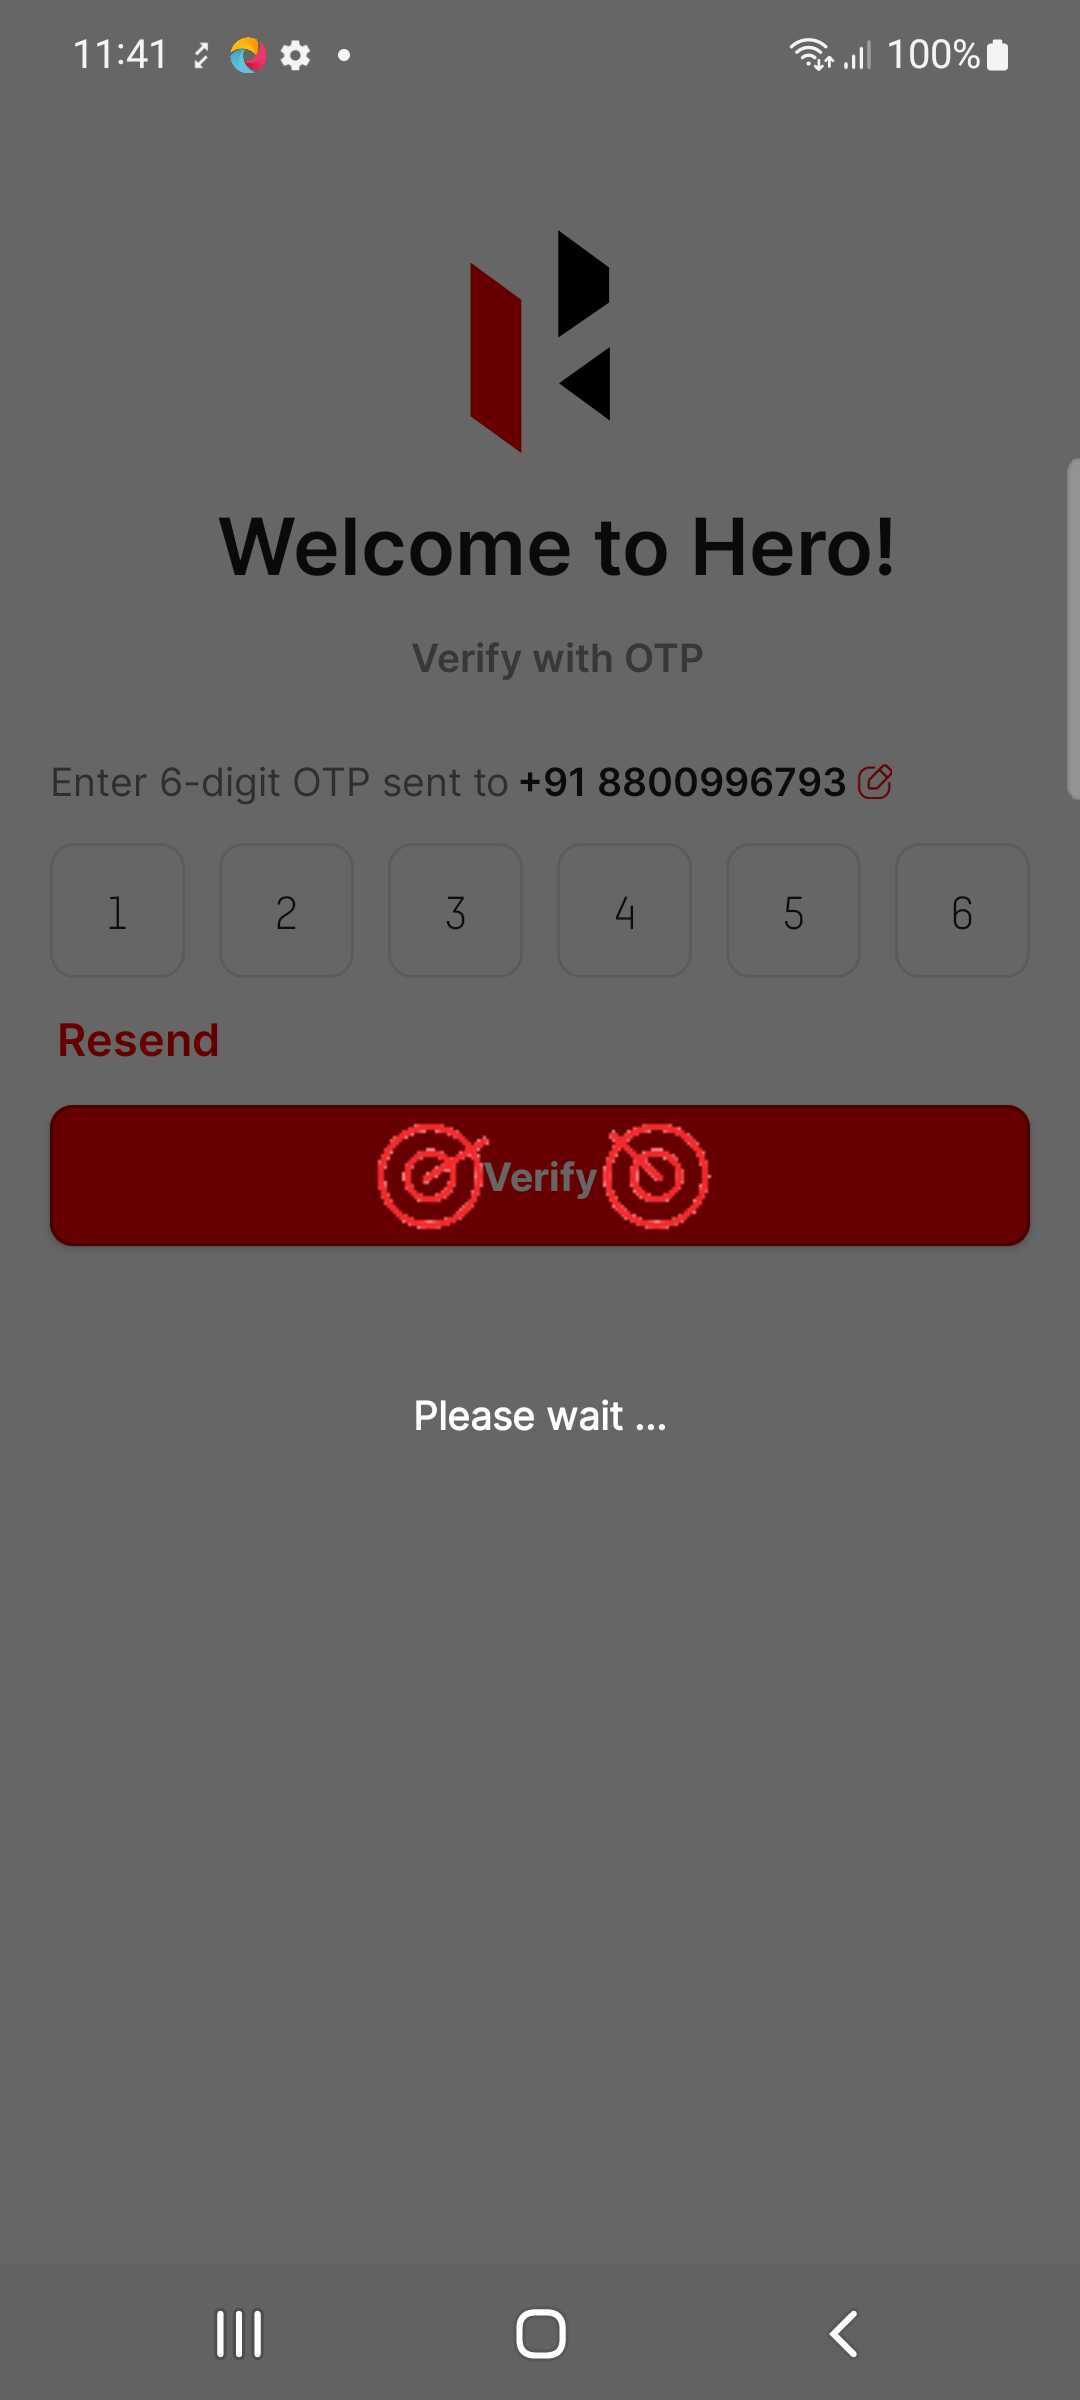 11:41 100%
Welcome to Hero!
Verify with OTP
Enter 6-digit OTP sent to +91 8800996793
1 2 3 4 5 6
Resend
Verify
Please wait ...